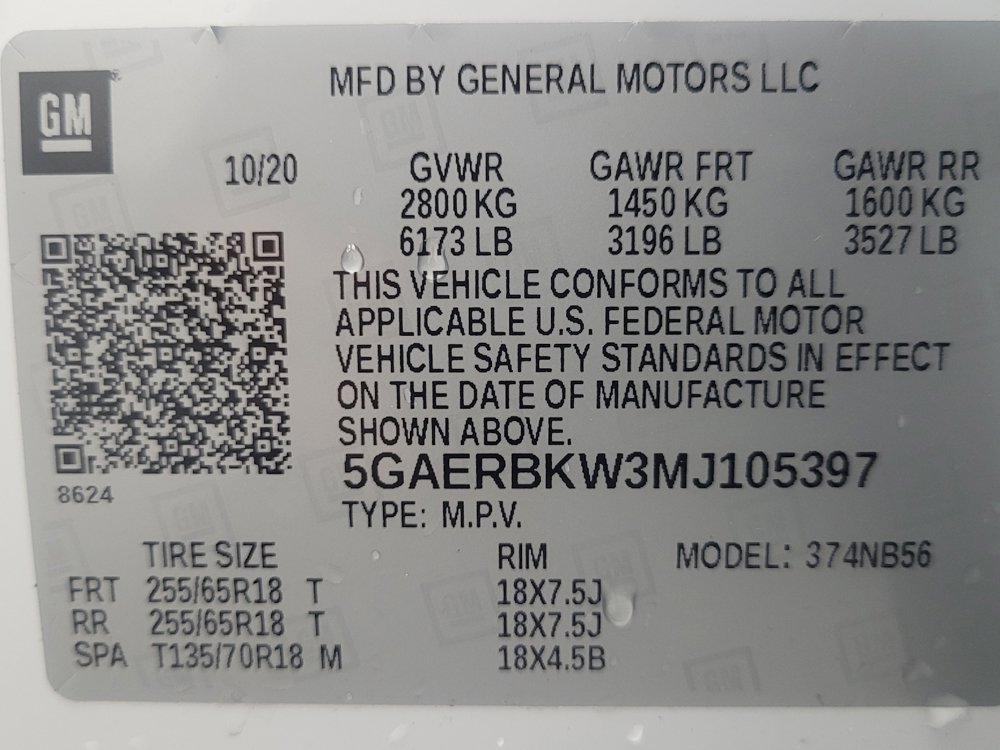 GM
MFD BY GENERAL MOTORS LLC
10/20 GVWR GAWR FRT GAWR RR
2800 KG 1450 KG 1600 KG
6173 LB 3196 LB 3527 LB
THIS VEHICLE CONFORMS TO ALL
APPLICABLE U.S. FEDERAL MOTOR
VEHICLE SAFETY STANDARDS IN EFFECT
ON THE DATE OF MANUFACTURE
SHOWN ABOVE.
5GAERBKW3MJ105397
8624
TYPE: M.P.V.
TIRE SIZE RIM MODEL: 374NB56
FRT 255/65R18 T 18X7.5J
RR 255/65R18 T 18X7.5J
SPA T135/70R18 M 18X4.5B